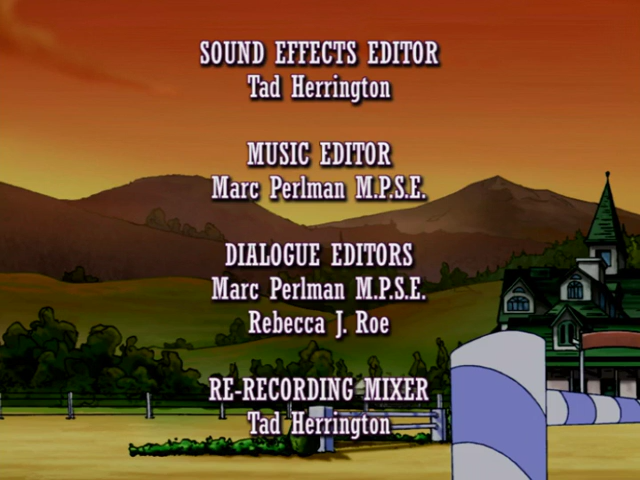 SOUND EFFECTS EDITOR
Tad Herrington
MUSIC EDITOR
Marc Perlman M.P.S.E.
DIALOGUE EDITORS
Marc Perlman M.P.S.E.
Rebecca J. Roe
RE-RECORDING MIXER
Tad Herrington